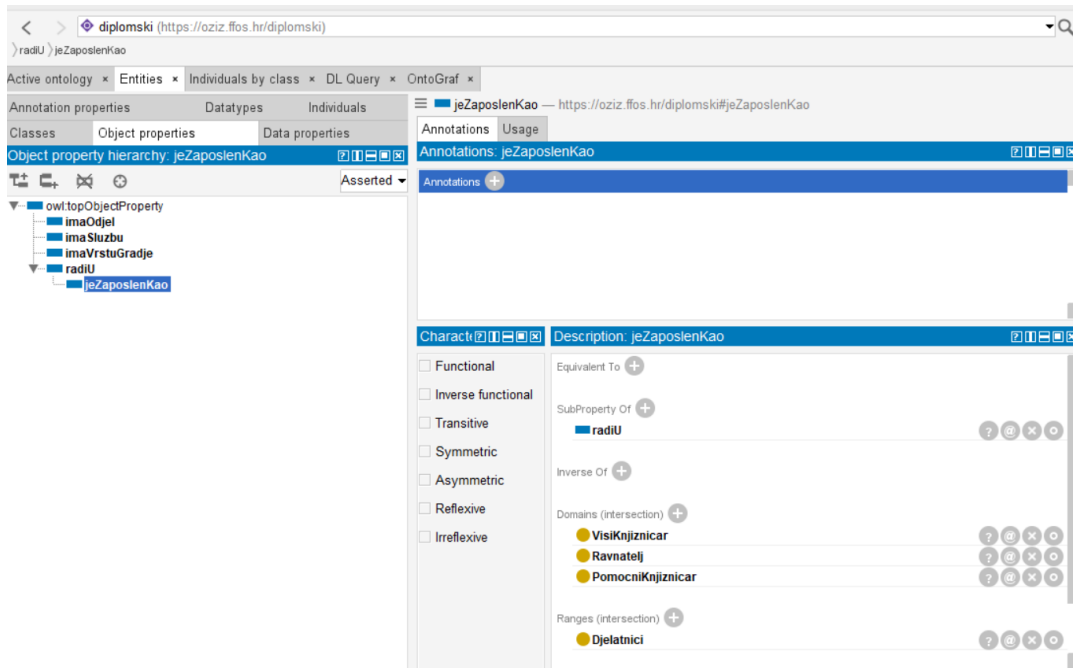 diplomski (https://oziz.ffos.hr/diplomski)
radiU jeZaposlenKao
Active ontology × Entities × Individuals by class × DL Query × OntoGraf ×
Annotation properties Datatypes Individuals
Classes Object properties Data properties
Object property hierarchy: jeZaposlenKao
Asserted
owl:topObjectProperty
imaOdjel
imaSluzbu
imaVrstuGradje
radiU
jeZaposlenKao
jeZaposlenKao — https://oziz.ffos.hr/diplomski#jeZaposlenKao
Annotations Usage
Annotations: jeZaposlenKao
Annotations
Characte
Functional
Inverse functional
Transitive
Symmetric
Asymmetric
Reflexive
Irreflexive
Description: jeZaposlenKao
Equivalent To
SubProperty Of
radiU
Inverse Of
Domains (intersection)
VisiKnjiznicar
Ravnatelj
PomocniKnjiznicar
Ranges (intersection)
Djelatnici